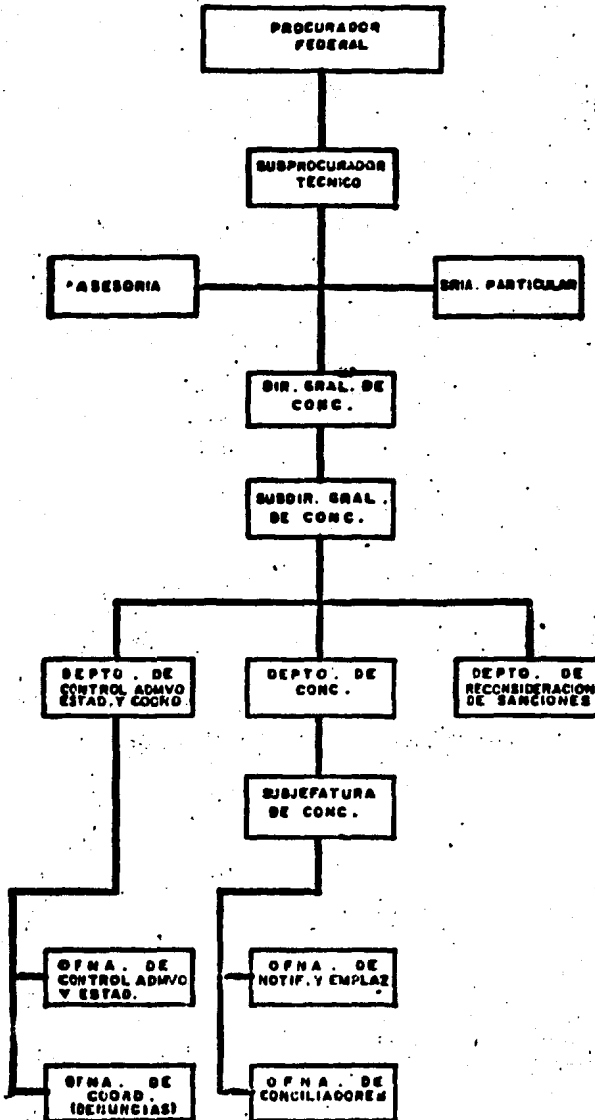 PROCURADOR
FEDERAL
SUBPROCURADOR
TECNICO
ASESORIA
SRIA. PARTICULAR
DIR. GRAL. DE
CONC.
SUBDIR. GRAL.
DE CONC.
DEPTO. DE
CONTROL ADMVO
ESTAD. Y COORD.
DEPTO. DE
CONC.
DEPTO. DE
RECONSIDERACION
DE SANCIONES
SUBJEFATURA
DE CONC.
OFNA. DE
CONTROL ADMVO
Y ESTAD.
OFNA. DE
NOTIF. Y EMPLAZ.
OFNA. DE
COORD.
(DENUNCIAS)
OFNA. DE
CONCILIADORES